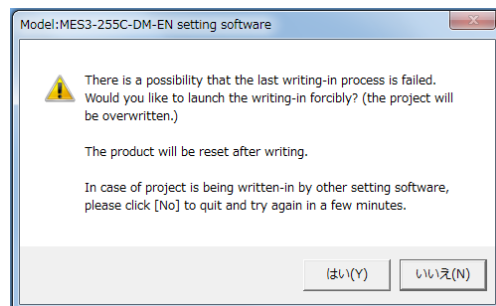 Model:MES3-255C-DM-EN setting software
There is a possibility that the last writing-in process is failed.
Would you like to launch the writing-in forcibly? (the project will
be overwritten.)
The product will be reset after writing.
In case of project is being written-in by other setting software,
please click [No] to quit and try again in a few minutes.
はい(Y)
いいえ(N)